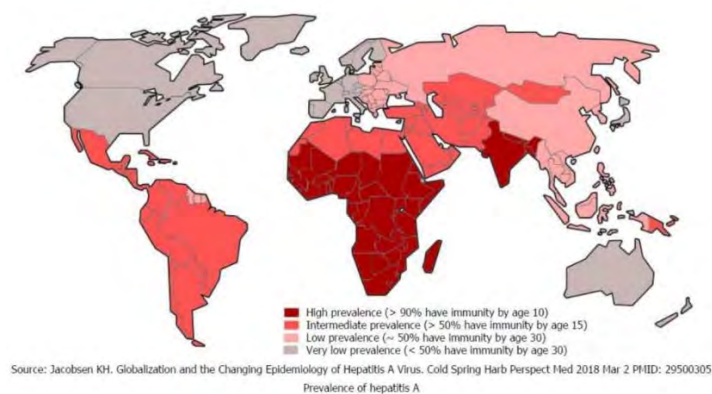 High prevalence (> 90% have immunity by age 10)
Intermediate prevalence (> 50% have immunity by age 15)
Low prevalence (~ 50% have immunity by age 30)
Very low prevalence (< 50% have immunity by age 30)
Source: Jacobsen KH. Globalization and the Changing Epidemiology of Hepatitis A Virus. Cold Spring Harb Perspect Med 2018 Mar 2 PMID: 29500305
Prevalence of hepatitis A